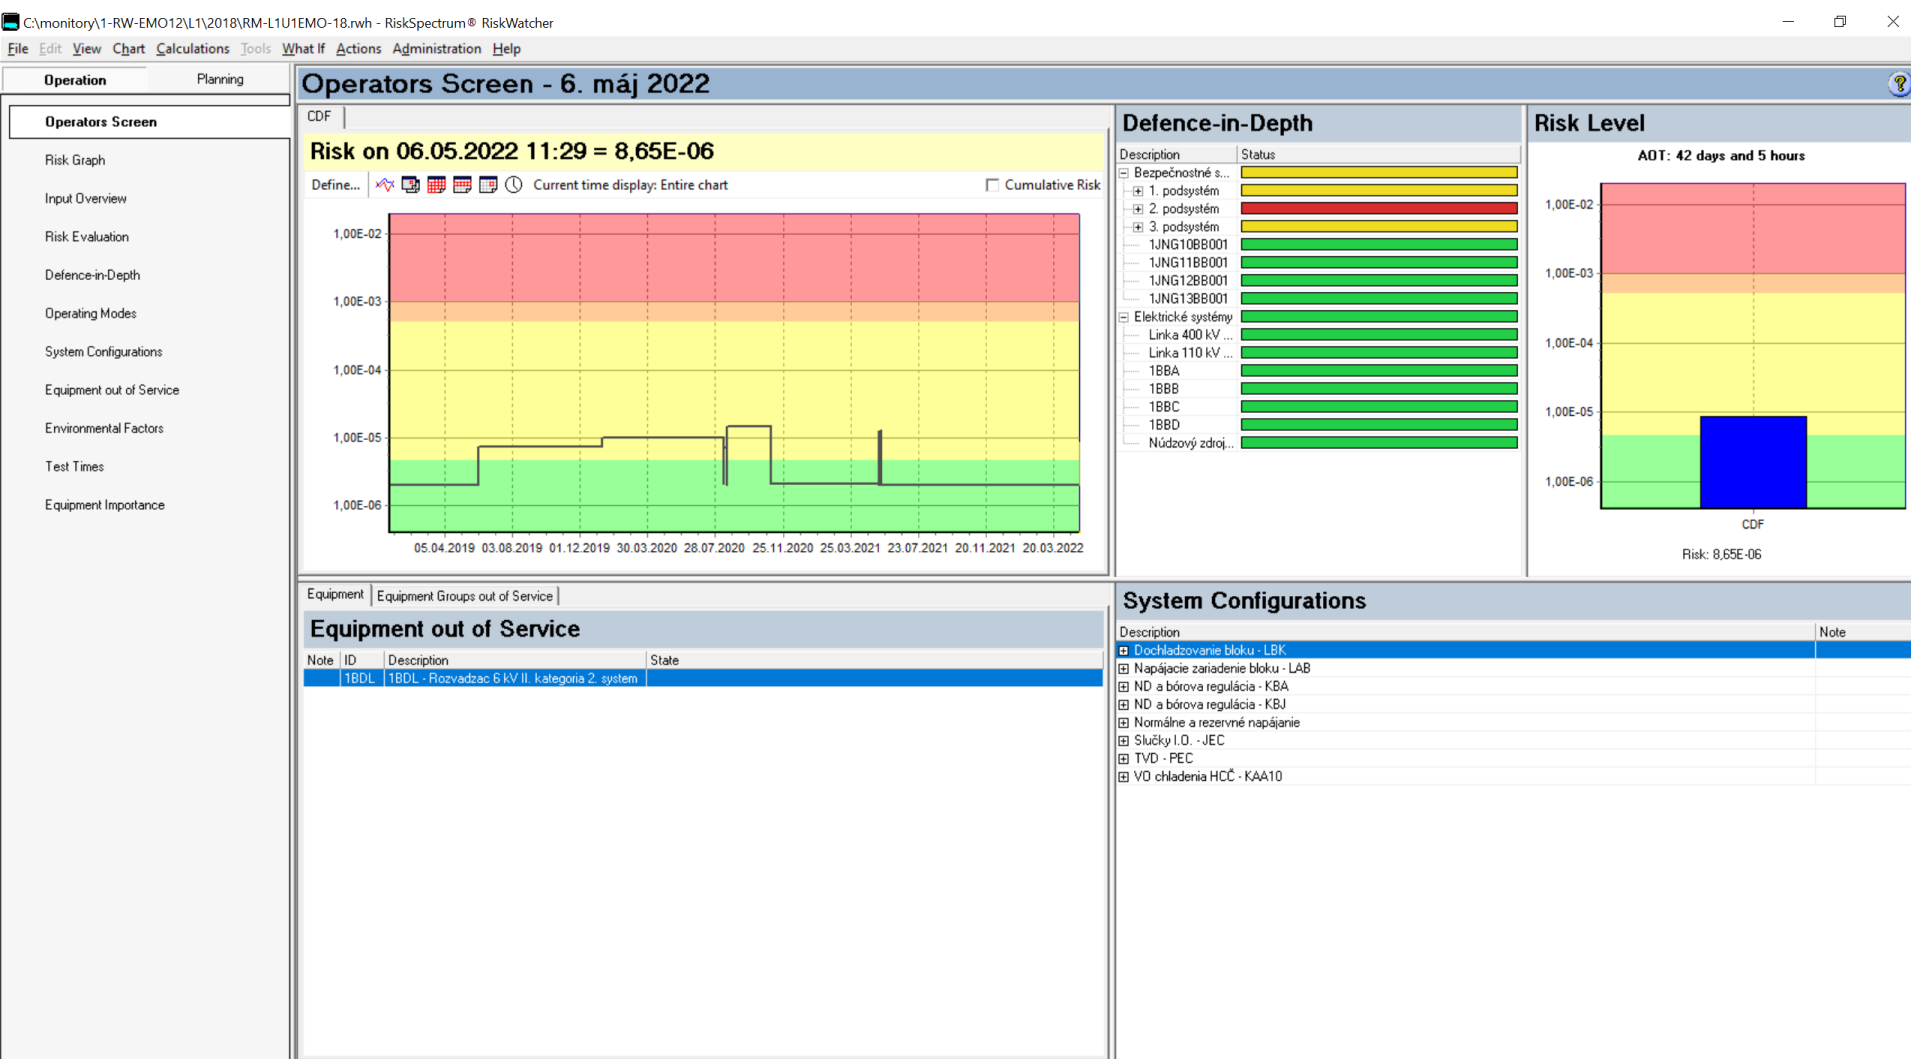 C:\monitory\1-RW-EMO12\L1\2018\RM-L1U1EMO-18.rwh - RiskSpectrum® RiskWatcher
File Edit View Chart Calculations Tools What If Actions Administration Help
Operation Planning
Operators Screen
Risk Graph
Input Overview
Risk Evaluation
Defence-in-Depth
Operating Modes
System Configurations
Equipment out of Service
Environmental Factors
Test Times
Equipment Importance
Operators Screen - 6. máj 2022
CDF
Risk on 06.05.2022 11:29 = 8,65E-06
Define... Current time display: Entire chart Cumulative Risk
1,00E-02
1,00E-03
1,00E-04
1,00E-05
1,00E-06
05.04.2019 03.08.2019 01.12.2019 30.03.2020 28.07.2020 25.11.2020 25.03.2021 23.07.2021 20.11.2021 20.03.2022
Defence-in-Depth
Description Status
Bezpečnostné s...
1. podsystém
2. podsystém
3. podsystém
1JNG10BB001
1JNG11BB001
1JNG12BB001
1JNG13BB001
Elektrické systémy
Linka 400 kV ...
Linka 110 kV ...
1BBA
1BBB
1BBC
1BBD
Núdzový zdroj...
Risk Level
AOT: 42 days and 5 hours
1,00E-02
1,00E-03
1,00E-04
1,00E-05
1,00E-06
CDF
Risk: 8,65E-06
Equipment Equipment Groups out of Service
Equipment out of Service
Note ID Description State
1BDL 1BDL - Rozvadzac 6 kV II. kategoria 2. system
System Configurations
Description Note
Dochladzovanie bloku - LBK
Napájacie zariadenie bloku - LAB
ND a bórova regulácia - KBA
ND a bórova regulácia - KBJ
Normálne a rezervné napájanie
Slučky I.O. - JEC
TVD - PEC
VO chladenia HCČ - KAA10